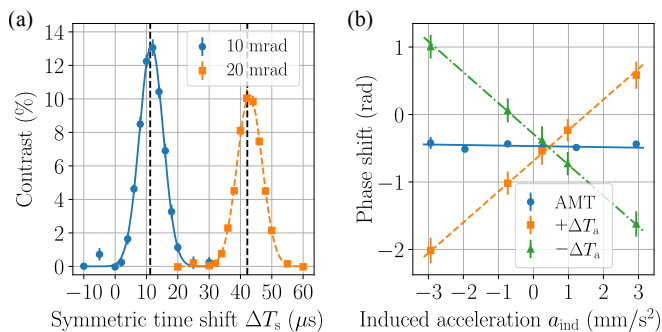 (a)
14
12
10
8
6
4
2
0
Contrast (%)
10 mrad
20 mrad
−10 0 10 20 30 40 50 60
Symmetric time shift ΔTₛ (μs)
(b)
1
0
−1
−2
Phase shift (rad)
AMT
+ΔTₐ
−ΔTₐ
−3 −2 −1 0 1 2 3
Induced acceleration a_ind (mm/s²)